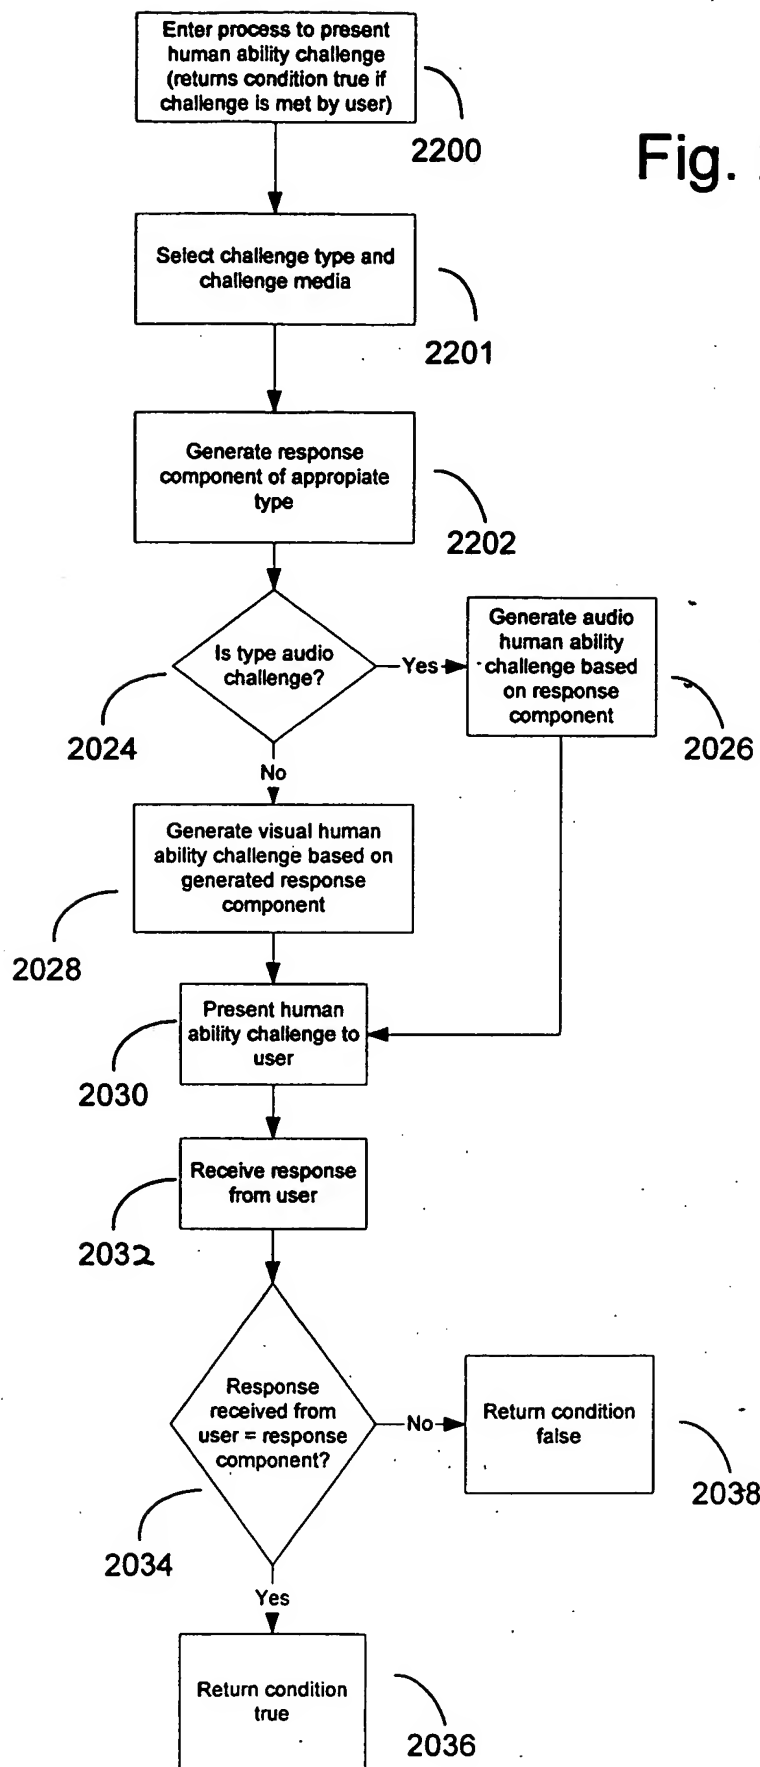 Enter process to present
human ability challenge
(returns condition true if
challenge is met by user)
2200
Fig.
Select challenge type and
challenge media
2201
Generate response
component of appropiate
type
2202
Is type audio
challenge?
Yes
2024
Generate audio
human ability
challenge based
on response
component
2026
No
Generate visual human
ability challenge based on
generated response
component
2028
Present human
ability challenge to
user
2030
Receive response
from user
2032
Response
received from
user = response
component?
No
2034
Return condition
false
2038
Yes
Return condition
true
2036